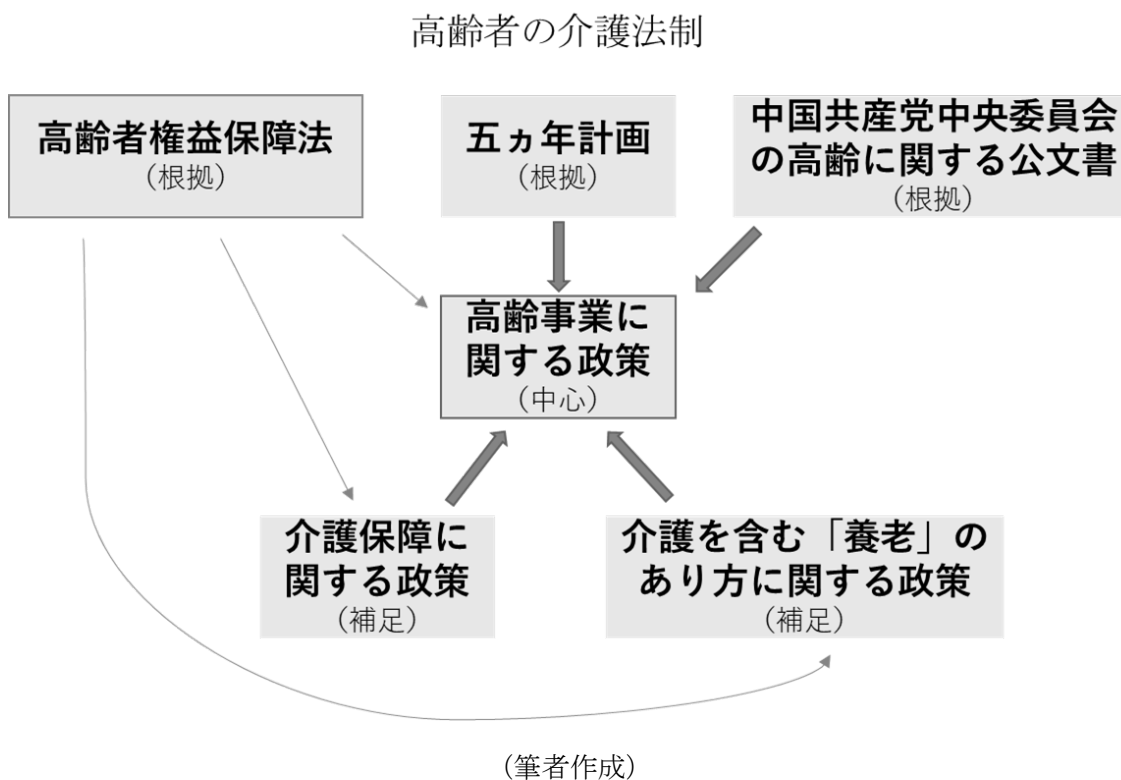 高齢者の介護法制
高齢者権益保障法
（根拠）
五ヵ年計画
（根拠）
中国共産党中央委員会
の高齢に関する公文書
（根拠）
高齢事業に
関する政策
（中心）
介護保障に
関する政策
（補足）
介護を含む「養老」の
あり方に関する政策
（補足）
（筆者作成）